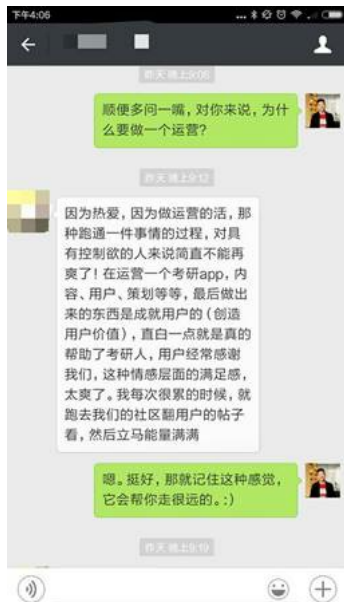 下午4:06
昨天 晚上9:06
顺便多问一嘴，对你来说，为什
么要做一个运营？
昨天 晚上9:12
因为热爱，因为做运营的活，那
种跑通一件事情的过程，对具
有控制欲的人来说简直不能再
爽了！在运营一个考研app，内
容、用户、策划等等，最后做出
来的东西是成就用户的（创造
用户价值），直白一点就是真的
帮助了考研人，用户经常感谢
我们，这种情感层面的满足感，
太爽了。我每次很累的时候，就
跑去我们的社区翻用户的帖子
看，然后立马能量满满
嗯。挺好，那就记住这种感觉，
它会帮你走很远的。:)
昨天 晚上9:19